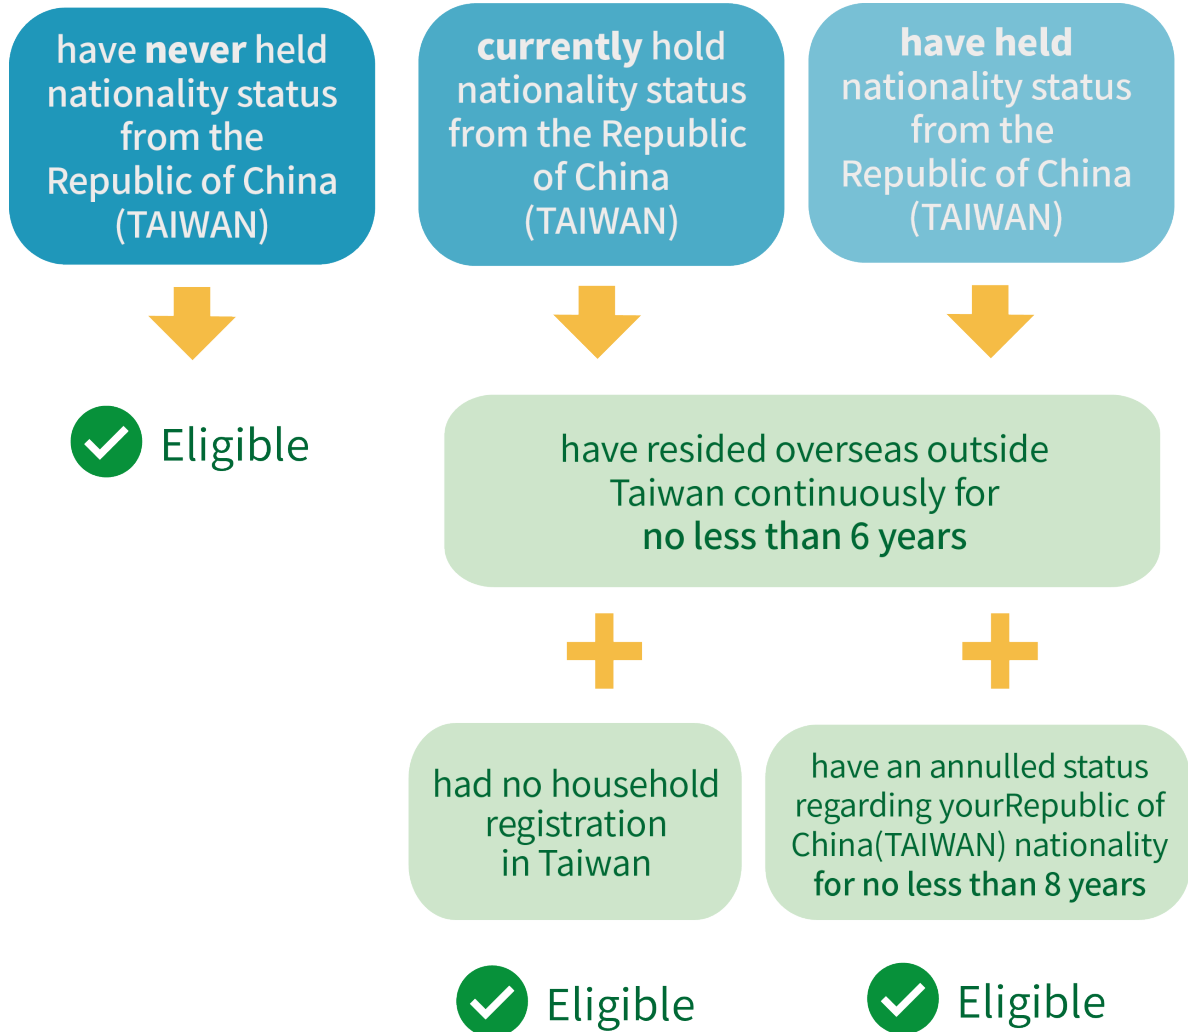 have never held
nationality status
from the
Republic of China
(TAIWAN)
currently hold
nationality status
from the Republic
of China
(TAIWAN)
have held
nationality status
from the
Republic of China
(TAIWAN)
Eligible
have resided overseas outside
Taiwan continuously for
no less than 6 years
had no household
registration
in Taiwan
have an annulled status
regarding yourRepublic of
China(TAIWAN) nationality
for no less than 8 years
Eligible
Eligible